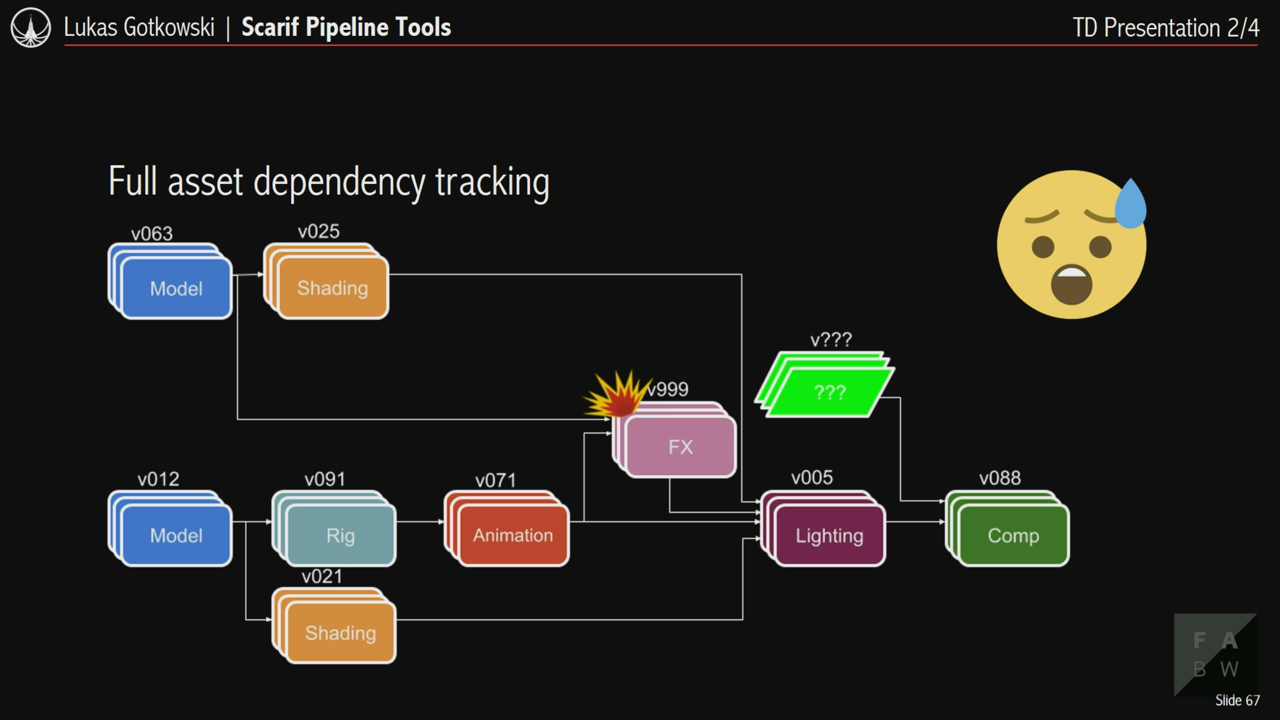 Lukas Gotkowski | Scarif Pipeline Tools
TD Presentation 2/4
Full asset dependency tracking
v063
Model
v025
Shading
v???
???
v999
FX
v012
Model
v091
Rig
v071
Animation
v005
Lighting
v088
Comp
v021
Shading
F A
B W
Slide 67